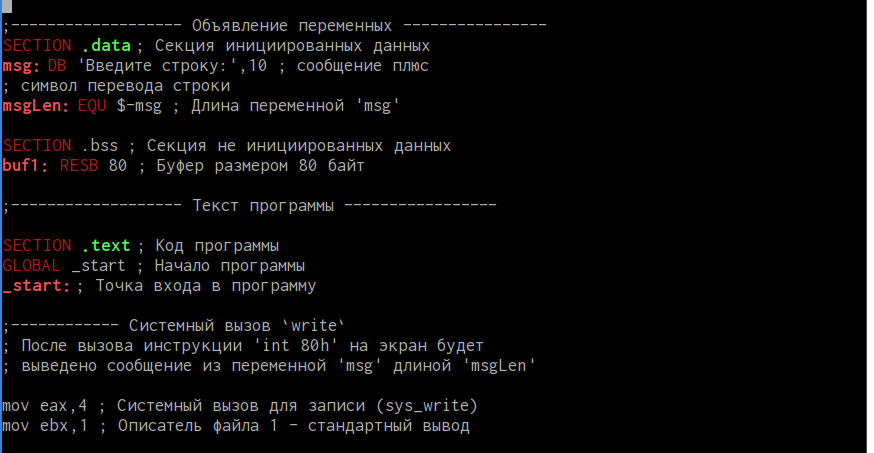 ;------------------- Объявление переменных ----------------
SECTION .data ; Секция инициированных данных
msg: DB 'Введите строку:',10 ; сообщение плюс
; символ перевода строки
msgLen: EQU $-msg ; Длина переменной 'msg'
SECTION .bss ; Секция не инициированных данных
buf1: RESB 80 ; Буфер размером 80 байт
;------------------- Текст программы -----------------
SECTION .text ; Код программы
GLOBAL _start ; Начало программы
_start: ; Точка входа в программу
;------------ Системный вызов `write`
; После вызова инструкции 'int 80h' на экран будет
; выведено сообщение из переменной 'msg' длиной 'msgLen'
mov eax,4 ; Системный вызов для записи (sys_write)
mov ebx,1 ; Описатель файла 1 - стандартный вывод